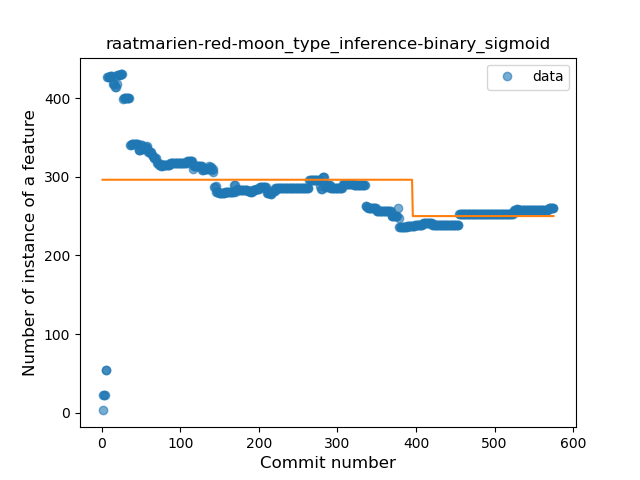 raatmarien-red-moon_type_inference-binary_sigmoid
data
Number of instance of a feature
400
300
200
100
0
0 100 200 300 400 500 600
Commit number